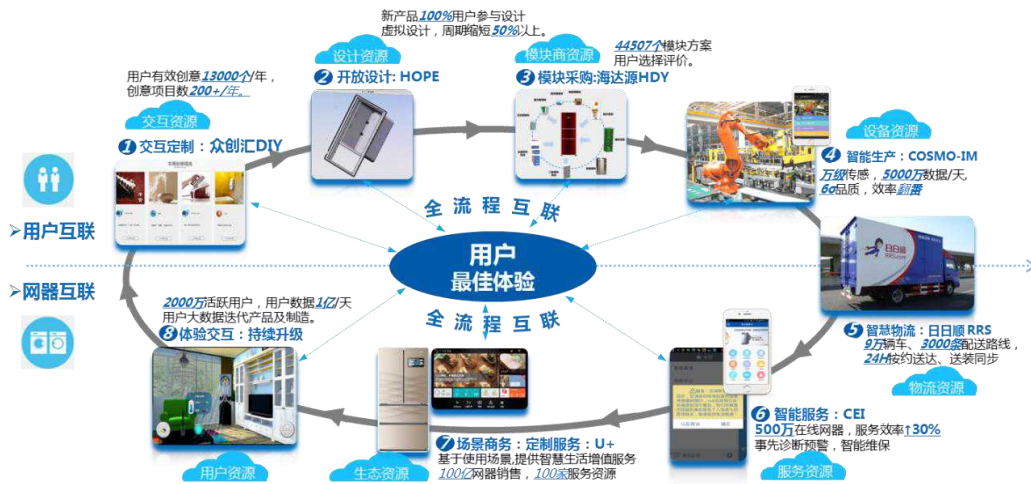 新产品100%用户参与设计
虚拟设计，周期缩短50%以上。
设计资源
❷ 开放设计: HOPE
44507个模块方案
用户选择评价。
模块商资源
❸ 模块采购:海达源HDY
用户有效创意13000个/年，
创意项目数200+/年。
交互资源
❶ 交互定制：众创汇DIY
设备资源
❹ 智能生产：COSMO-IM
万级传感，5000万数据/天,
6σ品质，效率翻番
➢用户互联
全流程互联
用户
最佳体验
全流程互联
➢网器互联
日日顺
RRS.com
❺ 智慧物流：日日顺 RRS
9万辆车、3000条配送路线，
24H按约送达、送装同步
物流资源
2000万活跃用户，用户数据1亿/天
用户大数据迭代产品及制造。
❽体验交互：持续升级
用户资源
❼场景商务：定制服务：U+
基于使用场景,提供智慧生活增值服务
100亿网器销售，100家服务资源
生态资源
❻ 智能服务：CEI
500万在线网器，服务效率↑30%
事先诊断预警，智能维保
服务资源